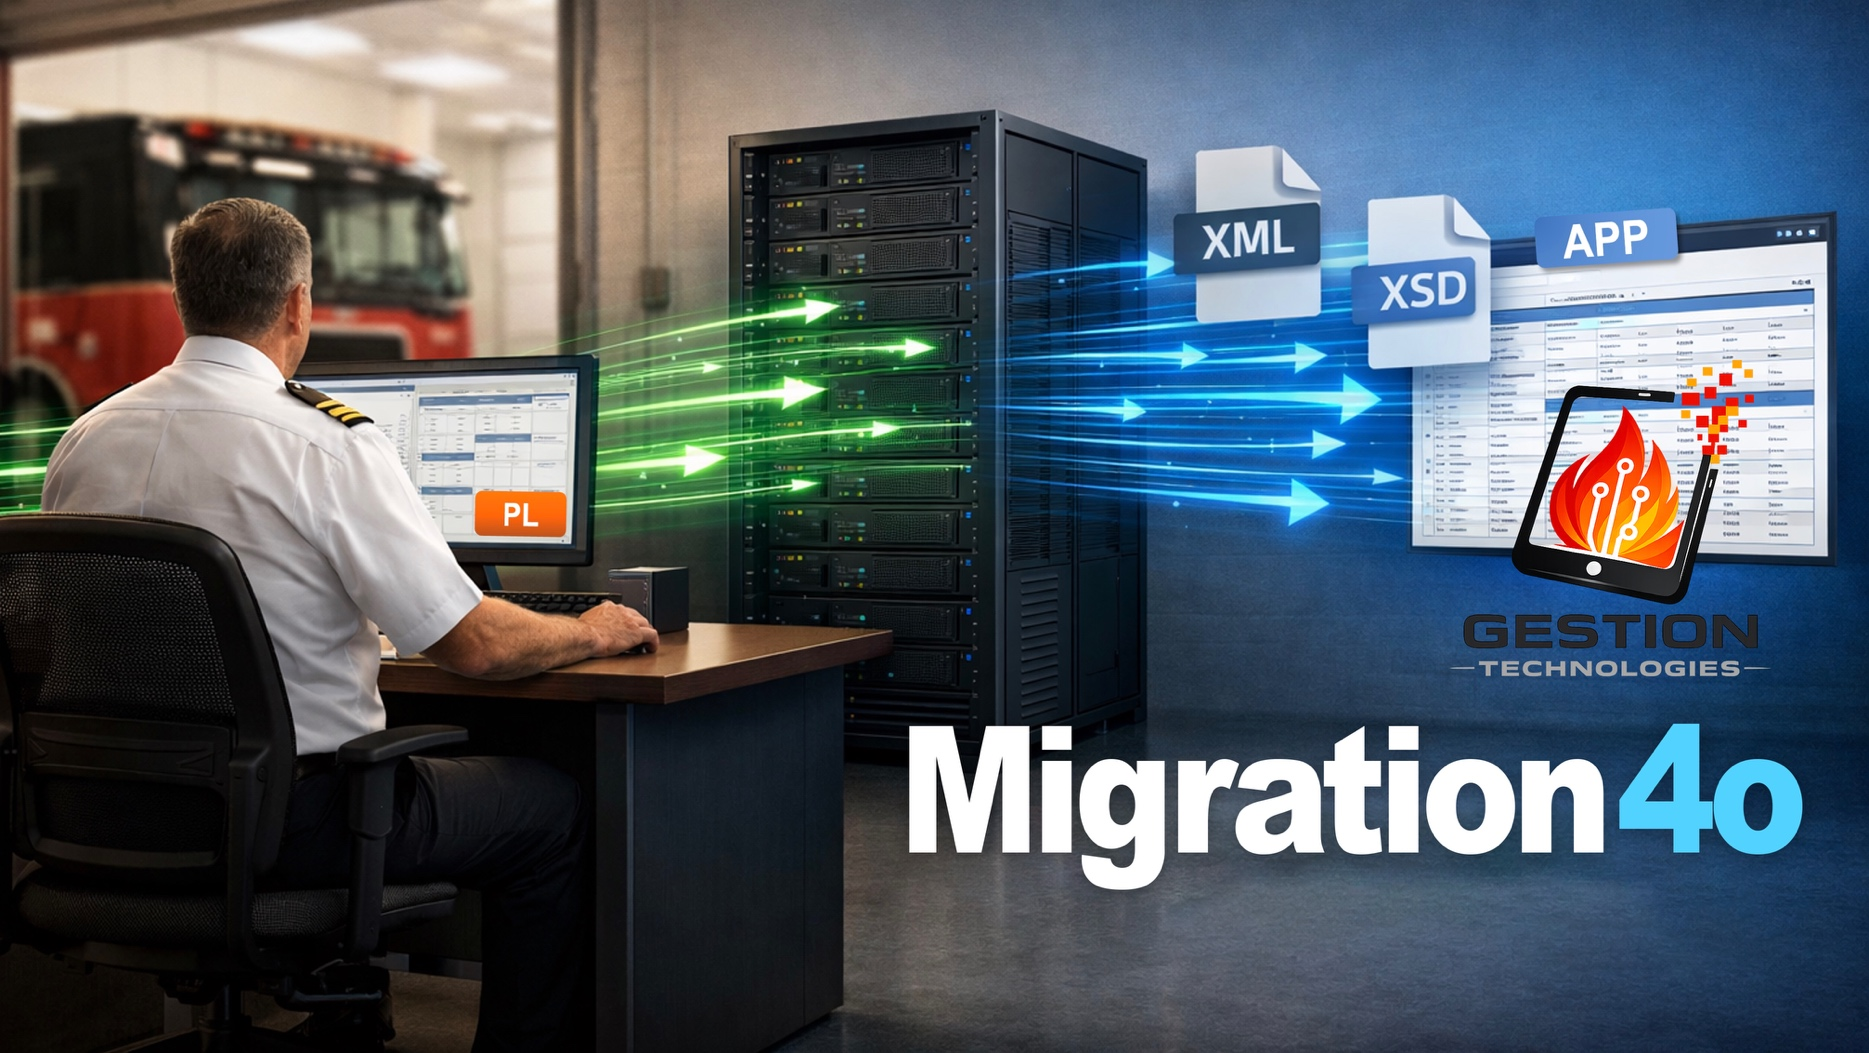 XML
XSD
APP
PL
GESTION
TECHNOLOGIES
Migration4o